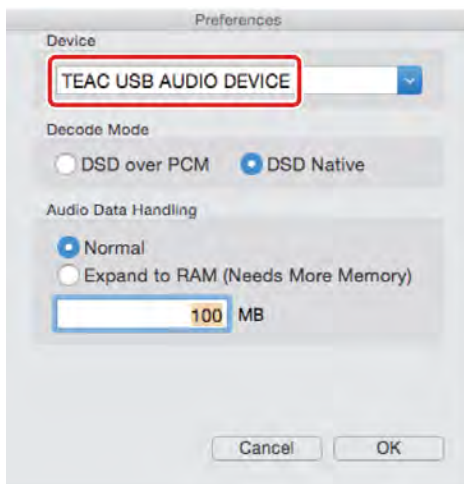 Preferences
Device
TEAC USB AUDIO DEVICE
Decode Mode
DSD over PCM DSD Native
Audio Data Handling
Normal
Expand to RAM (Needs More Memory)
100 MB
Cancel OK